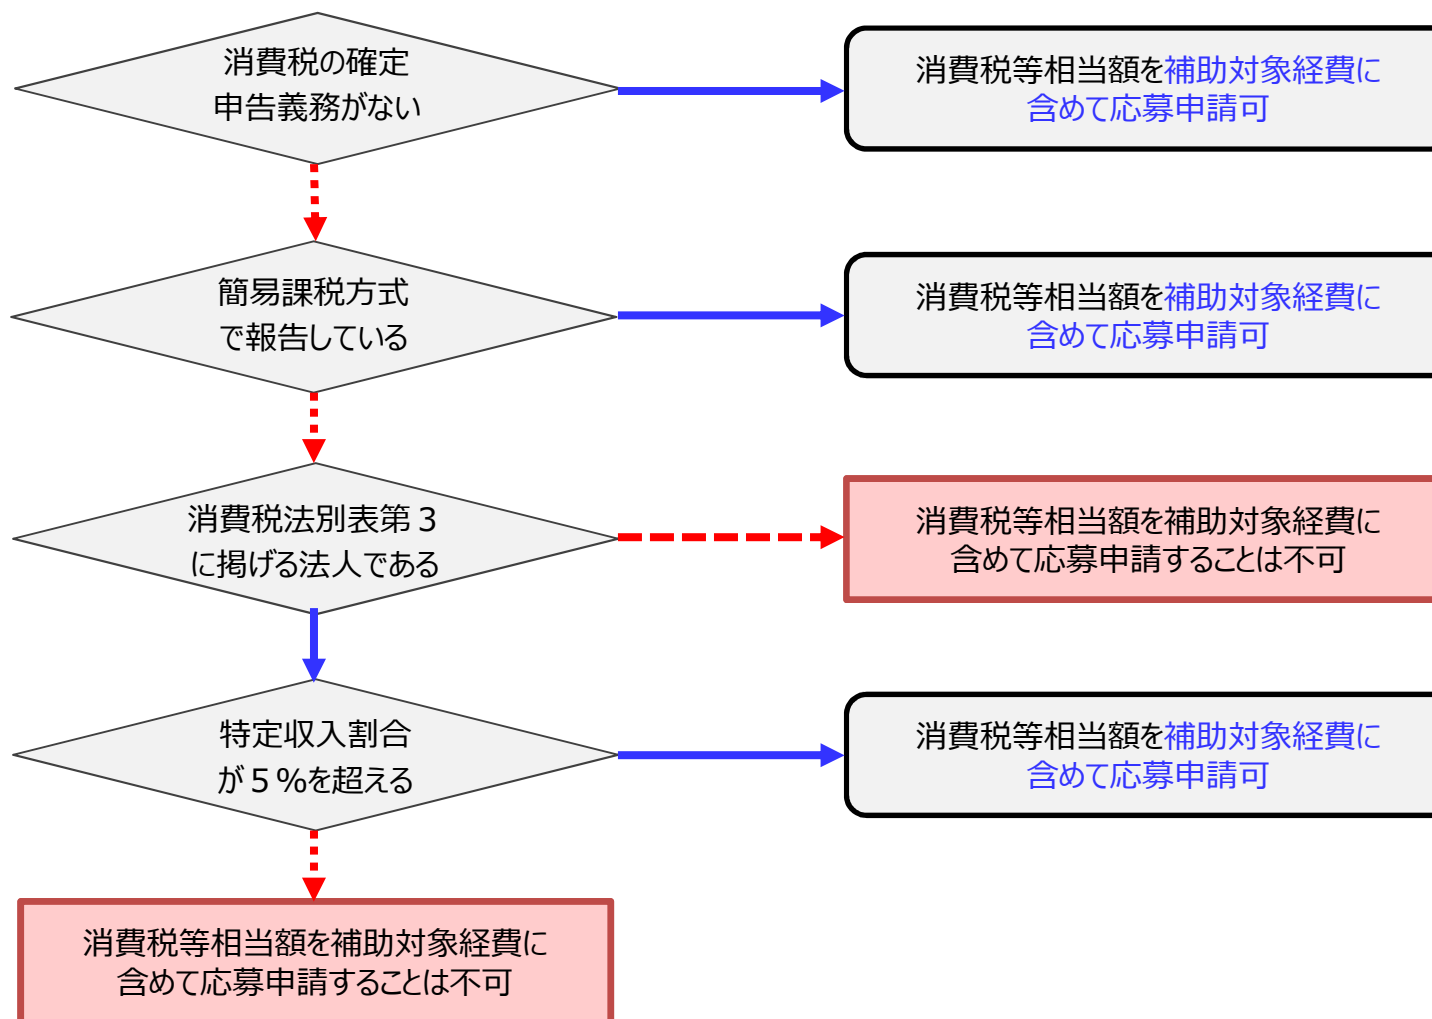 消費税の確定
申告義務がない
消費税等相当額を補助対象経費に
含めて応募申請可
簡易課税方式
で報告している
消費税等相当額を補助対象経費に
含めて応募申請可
消費税法別表第３
に掲げる法人である
消費税等相当額を補助対象経費に
含めて応募申請することは不可
特定収入割合
が５％を超える
消費税等相当額を補助対象経費に
含めて応募申請可
消費税等相当額を補助対象経費に
含めて応募申請することは不可